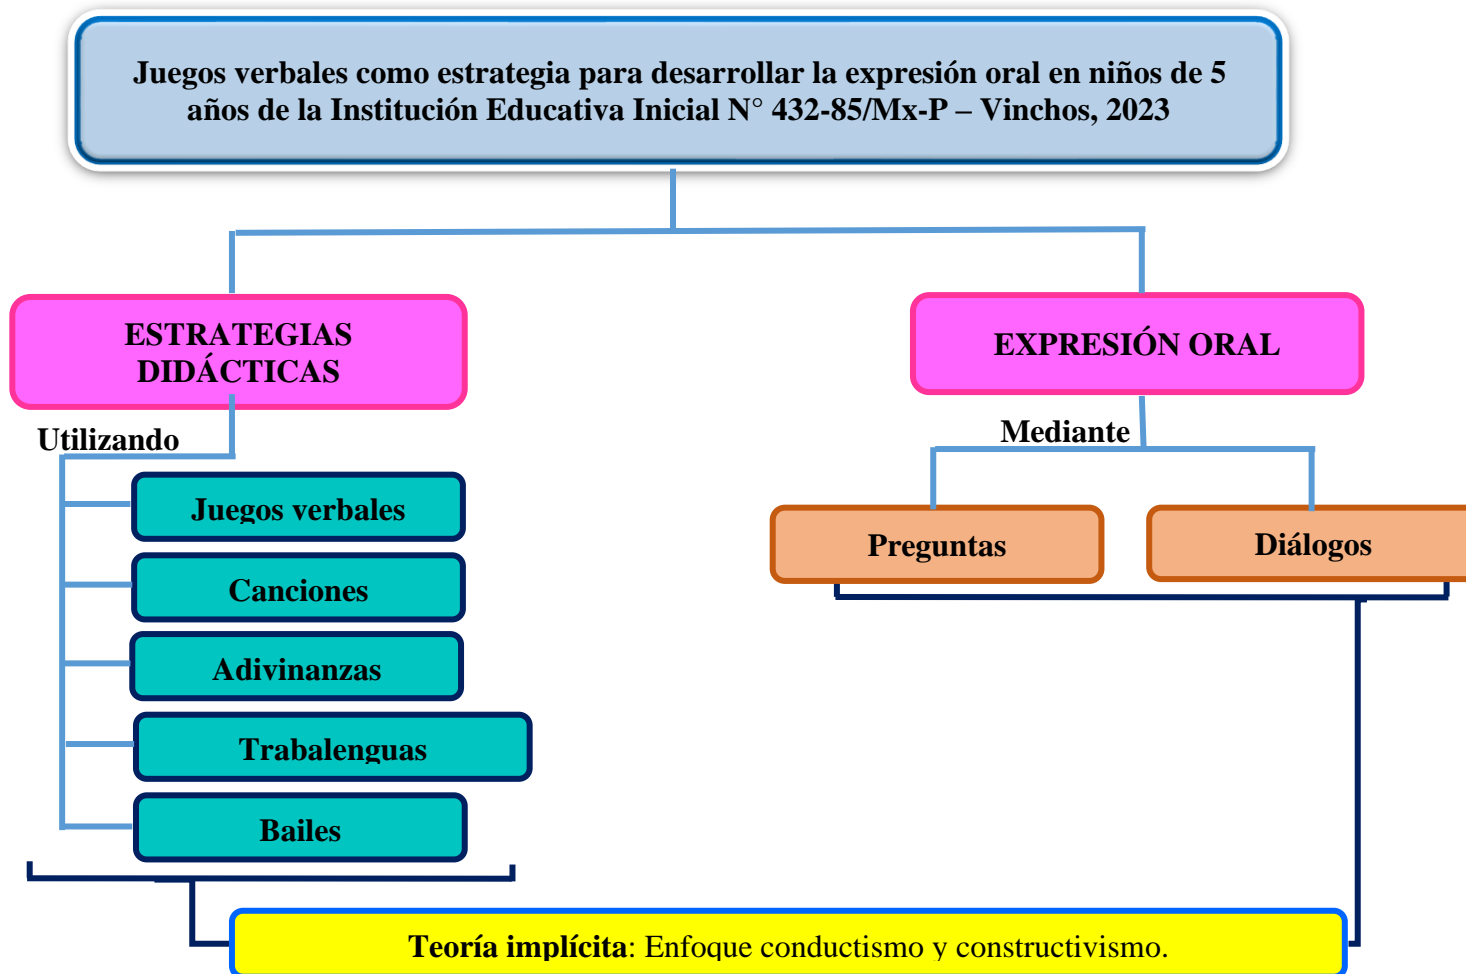 Juegos verbales como estrategia para desarrollar la expresión oral en niños de 5
años de la Institución Educativa Inicial N° 432-85/Mx-P – Vinchos, 2023
ESTRATEGIAS
DIDÁCTICAS
EXPRESIÓN ORAL
Utilizando
Mediante
Juegos verbales
Canciones
Adivinanzas
Trabalenguas
Bailes
Preguntas
Diálogos
Teoría implícita: Enfoque conductismo y constructivismo.